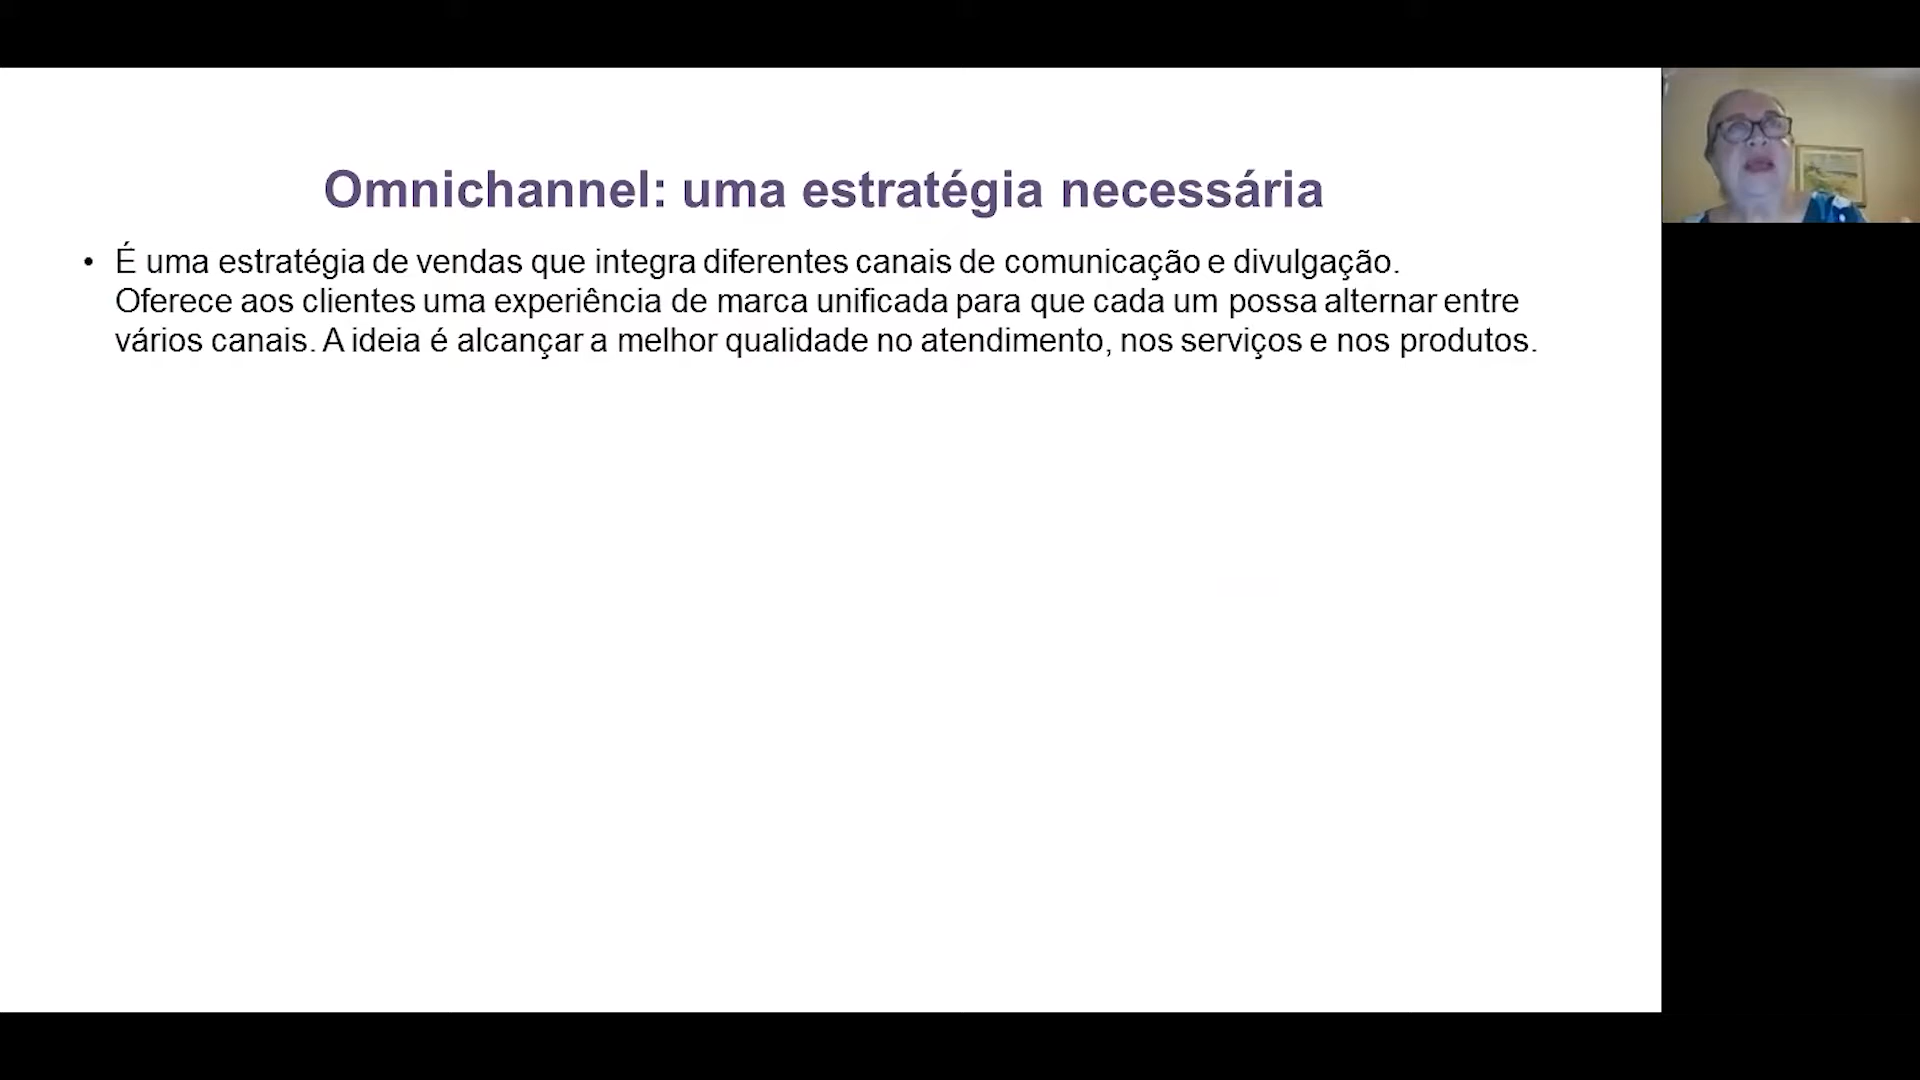 Omnichannel: uma estratégia necessária
• É uma estratégia de vendas que integra diferentes canais de comunicação e divulgação.
Oferece aos clientes uma experiência de marca unificada para que cada um possa alternar entre
vários canais. A ideia é alcançar a melhor qualidade no atendimento, nos serviços e nos produtos.